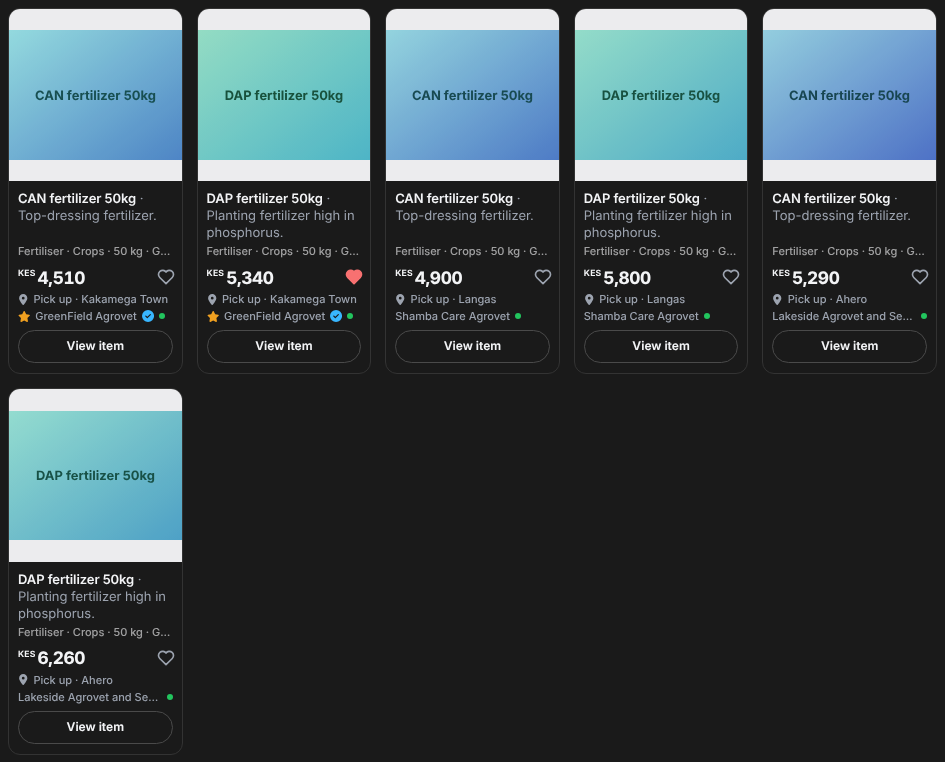 CAN fertilizer 50kg
CAN fertilizer 50kg ·
Top-dressing fertilizer.
Fertiliser · Crops · 50 kg · G...
KES 4,510
Pick up · Kakamega Town
GreenField Agrovet
View item
DAP fertilizer 50kg
DAP fertilizer 50kg ·
Planting fertilizer high in
phosphorus.
Fertiliser · Crops · 50 kg · G...
KES 5,340
Pick up · Kakamega Town
GreenField Agrovet
View item
CAN fertilizer 50kg
CAN fertilizer 50kg ·
Top-dressing fertilizer.
Fertiliser · Crops · 50 kg · G...
KES 4,900
Pick up · Langas
Shamba Care Agrovet
View item
DAP fertilizer 50kg
DAP fertilizer 50kg ·
Planting fertilizer high in
phosphorus.
Fertiliser · Crops · 50 kg · G...
KES 5,800
Pick up · Langas
Shamba Care Agrovet
View item
CAN fertilizer 50kg
CAN fertilizer 50kg ·
Top-dressing fertilizer.
Fertiliser · Crops · 50 kg · G...
KES 5,290
Pick up · Ahero
Lakeside Agrovet and Se...
View item
DAP fertilizer 50kg
DAP fertilizer 50kg ·
Planting fertilizer high in
phosphorus.
Fertiliser · Crops · 50 kg · G...
KES 6,260
Pick up · Ahero
Lakeside Agrovet and Se...
View item